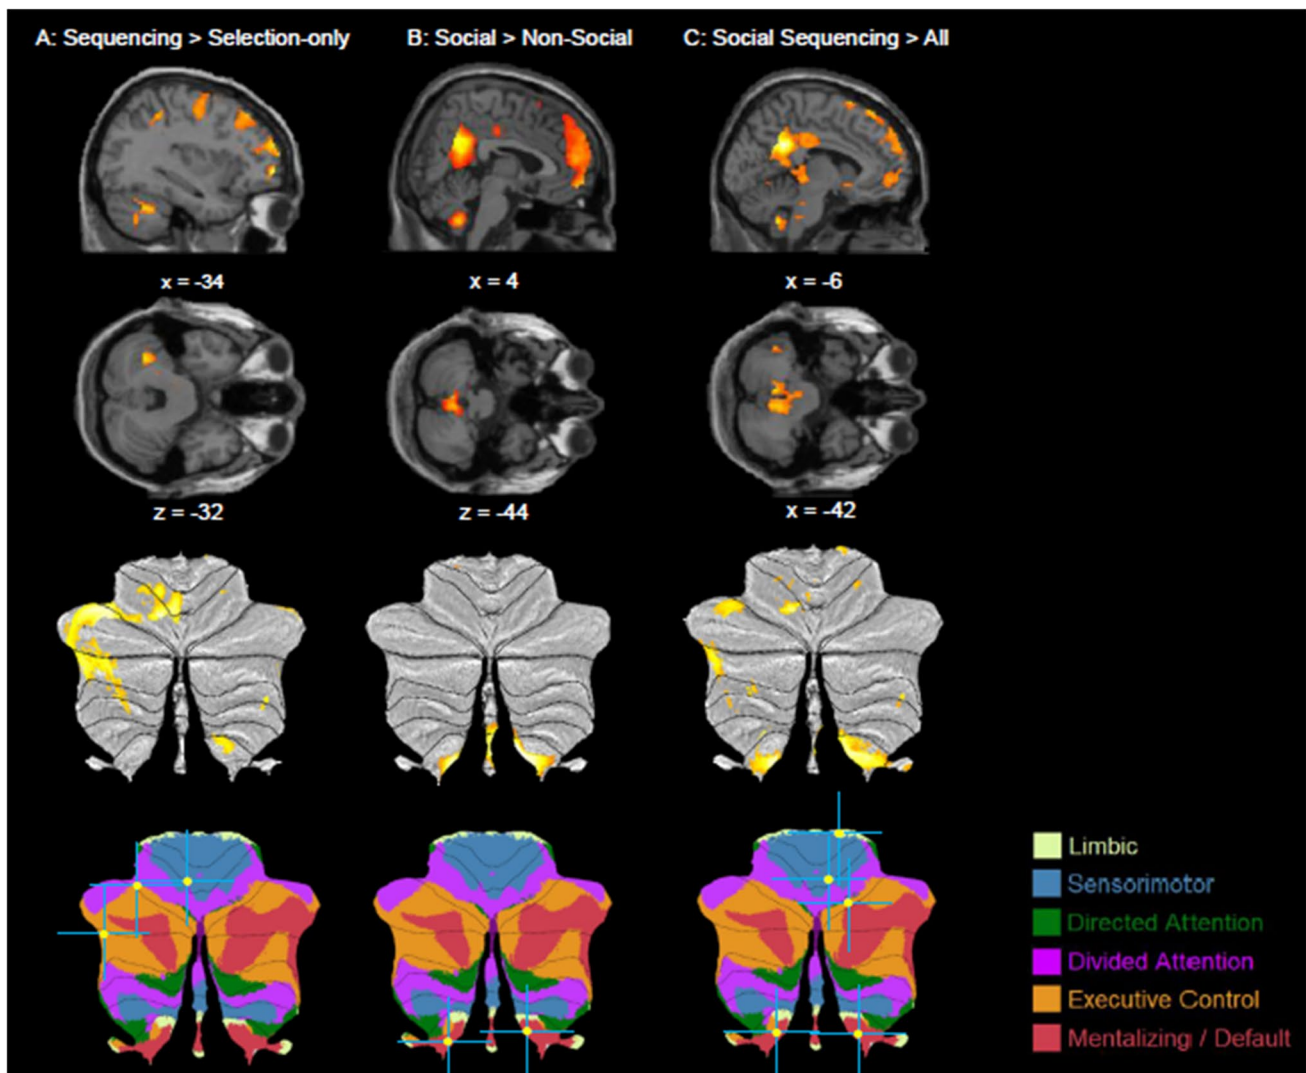 A: Sequencing > Selection-only
B: Social > Non-Social
C: Social Sequencing > All
x = -34
x = 4
x = -6
z = -32
z = -44
x = -42
Limbic
Sensorimotor
Directed Attention
Divided Attention
Executive Control
Mentalizing / Default